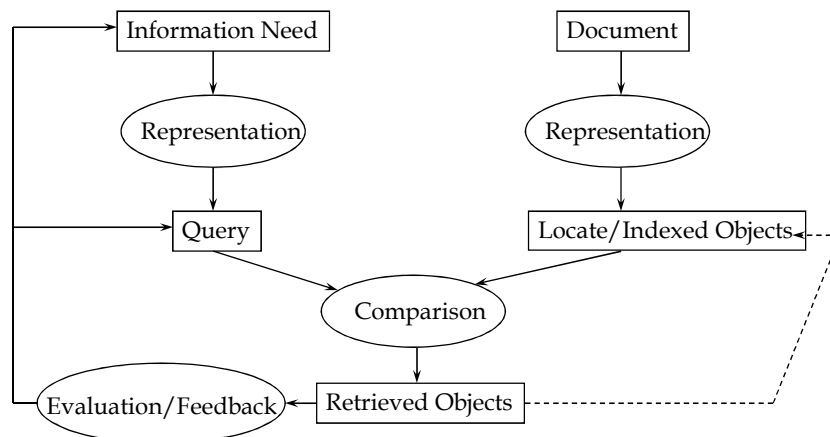 Information Need
Document
Representation
Representation
Query
Locate/Indexed Objects
Comparison
Evaluation/Feedback
Retrieved Objects